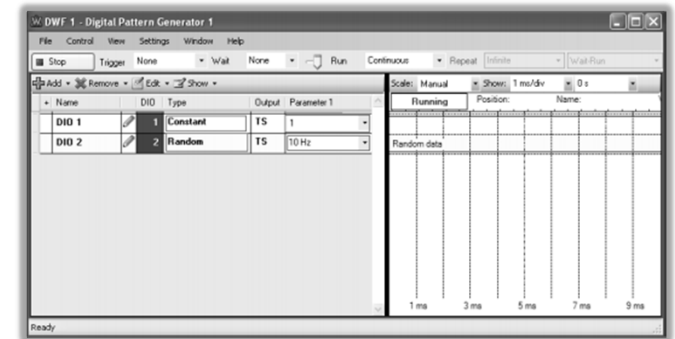 DWF 1 - Digital Pattern Generator 1
File Control View Settings Window Help
Stop Trigger None Wait None Run Continuous Repeat Infinite Wait-Run
Add Remove Edit Show Scale: Manual Show: 1 ms/div 0 s
+ Name DIO Type Output Parameter 1 Running Position: Name:
DIO 1 1 Constant TS 1
DIO 2 2 Random TS 10 Hz Random data
1 ms 3 ms 5 ms 7 ms 9 ms
Ready